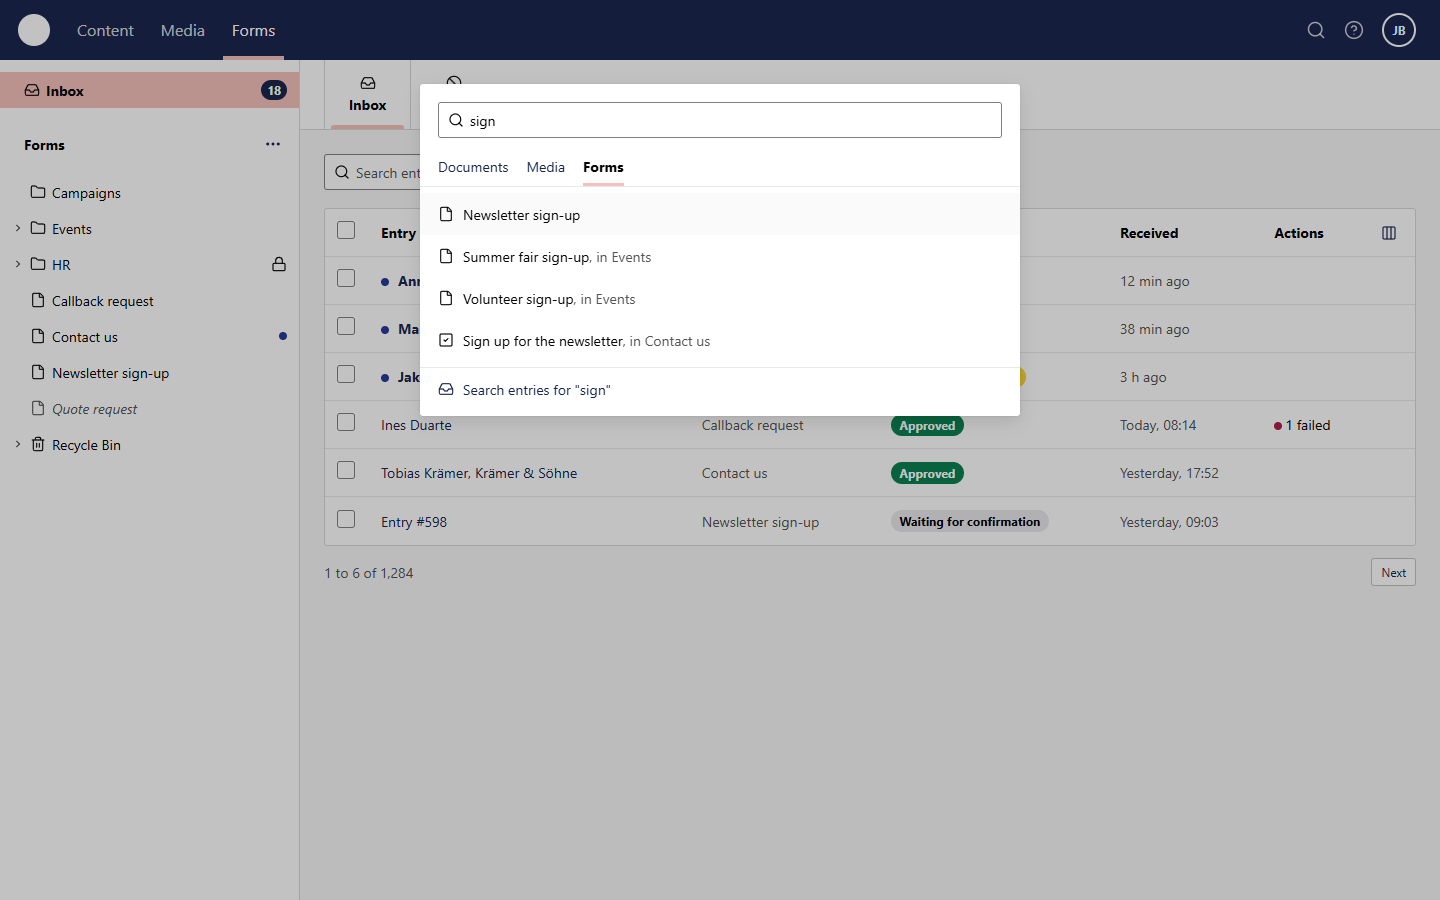 Content Media Forms JB
Inbox 18
Forms
Campaigns
Events
HR
Callback request
Contact us
Newsletter sign-up
Quote request
Recycle Bin
Inbox
sign
Documents Media Forms
Newsletter sign-up
Summer fair sign-up, in Events
Volunteer sign-up, in Events
Sign up for the newsletter, in Contact us
Search entries for "sign"
Search
Entry Received Actions
12 min ago
38 min ago
3 h ago
Ines Duarte Callback request Approved Today, 08:14 1 failed
Tobias Krämer, Krämer & Söhne Contact us Approved Yesterday, 17:52
Entry #598 Newsletter sign-up Waiting for confirmation Yesterday, 09:03
1 to 6 of 1,284 Next